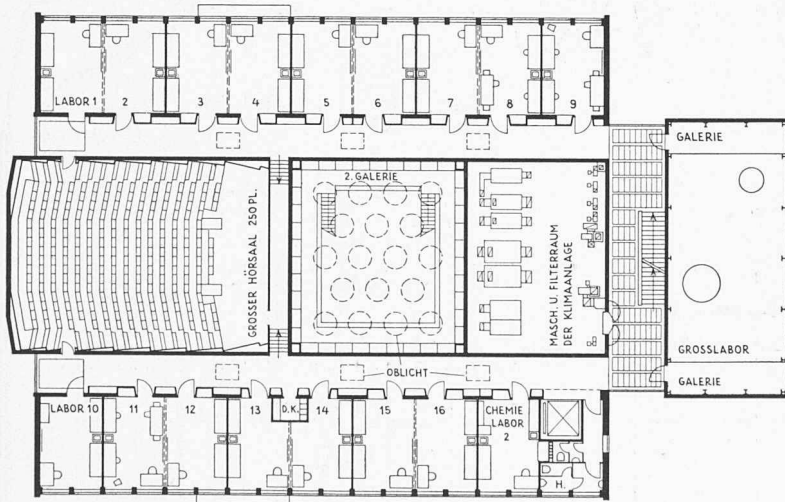 LABOR 1
2
3
4
5
6
7
8
9
GALERIE
GROSSER HÖRSAAL 250 PL.
2. GALERIE
MASCH. U. FILTERRAUM
DER KLIMAANLAGE
GROSSLABOR
GALERIE
OBLICHT
LABOR 10
11
12
13
D.K.
14
15
16
CHEMIE
LABOR
2
H.